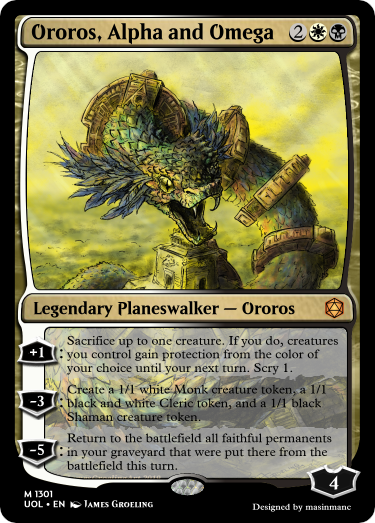 Ororos, Alpha and Omega 2
Legendary Planeswalker — Ororos
+1: Sacrifice up to one creature. If you do, creatures
you control gain protection from the color of
your choice until your next turn. Scry 1.
-3: Create a 1/1 white Monk creature token, a 1/1
black and white Cleric token, and a 1/1 black
Shaman creature token.
-5: Return to the battlefield all faithful permanents
in your graveyard that were put there from the
battlefield this turn.
4
M 1301
UOL • EN James Groeling
Designed by masinmanc